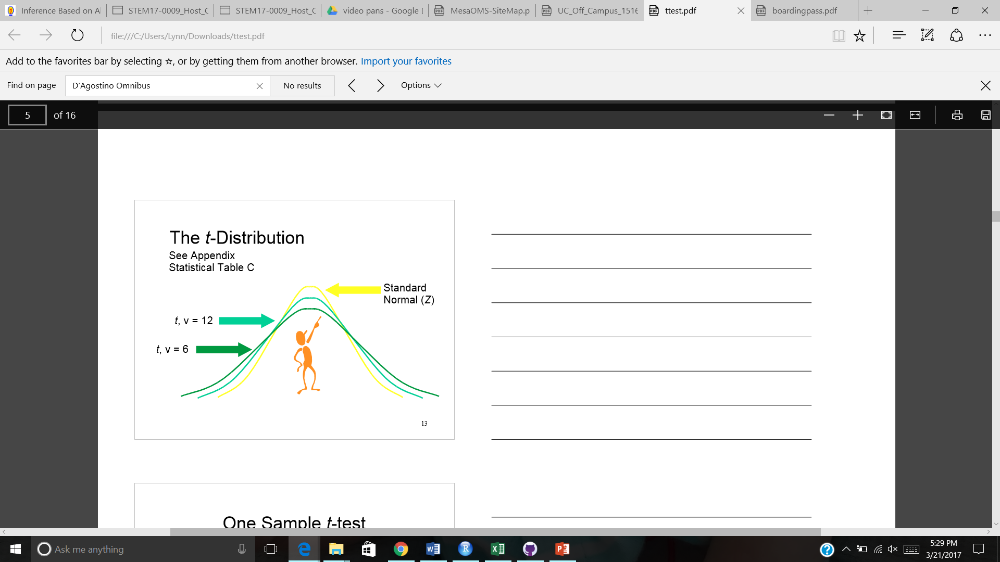 Inference Based on Al
STEM17-0009_Host_C
STEM17-0009_Host_C
video pans - Google D
MesaOMS-SiteMap.p
UC_Off_Campus_1516
ttest.pdf
boardingpass.pdf
file:///C:/Users/Lynn/Downloads/ttest.pdf
Add to the favorites bar by selecting ☆, or by getting them from another browser. Import your favorites
Find on page
D'Agostino Omnibus
No results
Options
5 of 16
The t-Distribution
See Appendix
Statistical Table C
Standard
Normal (Z)
t, v = 12
t, v = 6
13
One Sample t-test
Ask me anything
5:29 PM
3/21/2017